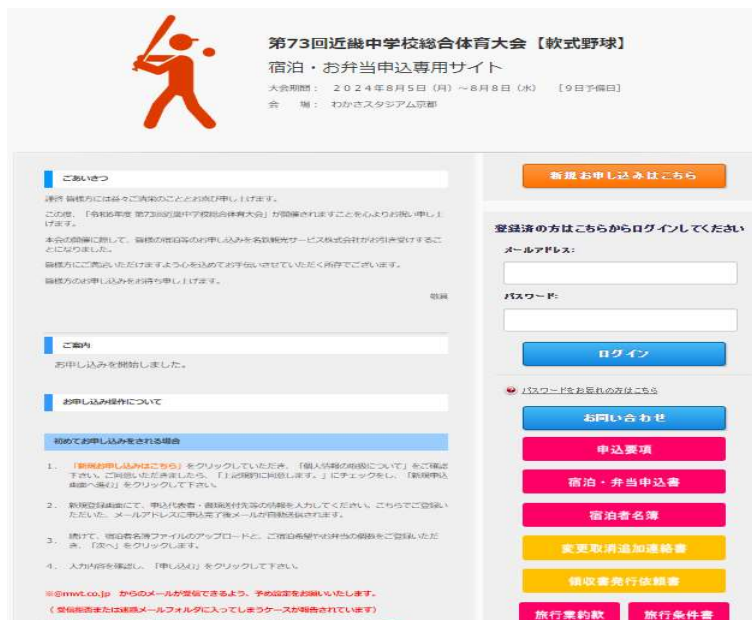 第73回近畿中学校総合体育大会【軟式野球】
宿泊・お弁当申込専用サイト
大会期間： 2024年8月5日（月）～8月8日（水） [9日予備日]
会 場： わかさスタジアム京都
ごあいさつ
謹啓 皆様方には益々ご清栄のこととお慶び申し上げます。
この度、「令和6年度 第73回近畿中学校総合体育大会」が開催されますことを心よりお祝い申し上
げます。
本会の開催に際して、皆様の宿泊等のお申し込みを名鉄観光サービス株式会社がお引き受けするこ
とになりました。
皆様方にご満足いただけますよう心を込めてお手伝いさせていただく所存でございます。
皆様方のお申し込みをお待ち申し上げます。
敬具
ご案内
お申し込みを開始しました。
お申し込み操作について
初めてお申し込みをされる場合
1. 「新規お申し込みはこちら」をクリックしていただき、「個人情報の取扱について」をご確認
下さい。ご同意いただきましたら、「上記規約に同意します。」にチェックをし、「新規申込
画面へ進む」をクリックして下さい。
2. 新規登録画面にて、申込代表者・書類送付先等の情報を入力してください。こちらでご登録い
ただいた、メールアドレスに申込完了後メールが自動送信されます。
3. 続けて、宿泊者名簿ファイルのアップロードと、ご宿泊希望やお弁当の個数をご登録いただ
き、「次へ」をクリックします。
4. 入力内容を確認し、「申し込む」をクリックして下さい。
※@mwt.co.jp からのメールが受信できるよう、予め設定をお願いいたします。
（受信拒否または迷惑メールフォルダに入ってしまうケースが報告されています）
新規お申し込みはこちら
登録済の方はこちらからログインしてください
メールアドレス:
パスワード:
ログイン
パスワードをお忘れの方はこちら
お問い合わせ
申込要項
宿泊・弁当申込書
宿泊者名簿
変更取消追加連絡書
領収書発行依頼書
旅行業約款 旅行条件書